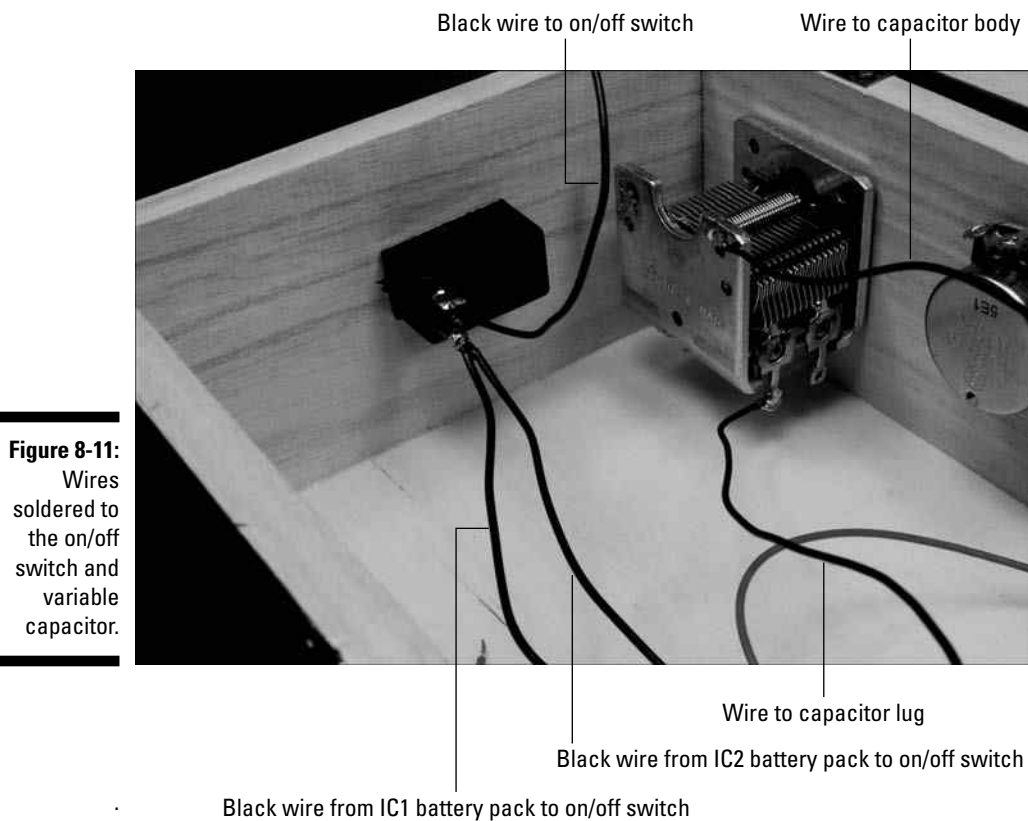 Black wire to on/off switch
Wire to capacitor body
5E1
Figure 8-11:
Wires
soldered to
the on/off
switch and
variable
capacitor.
Wire to capacitor lug
Black wire from IC2 battery pack to on/off switch
Black wire from IC1 battery pack to on/off switch